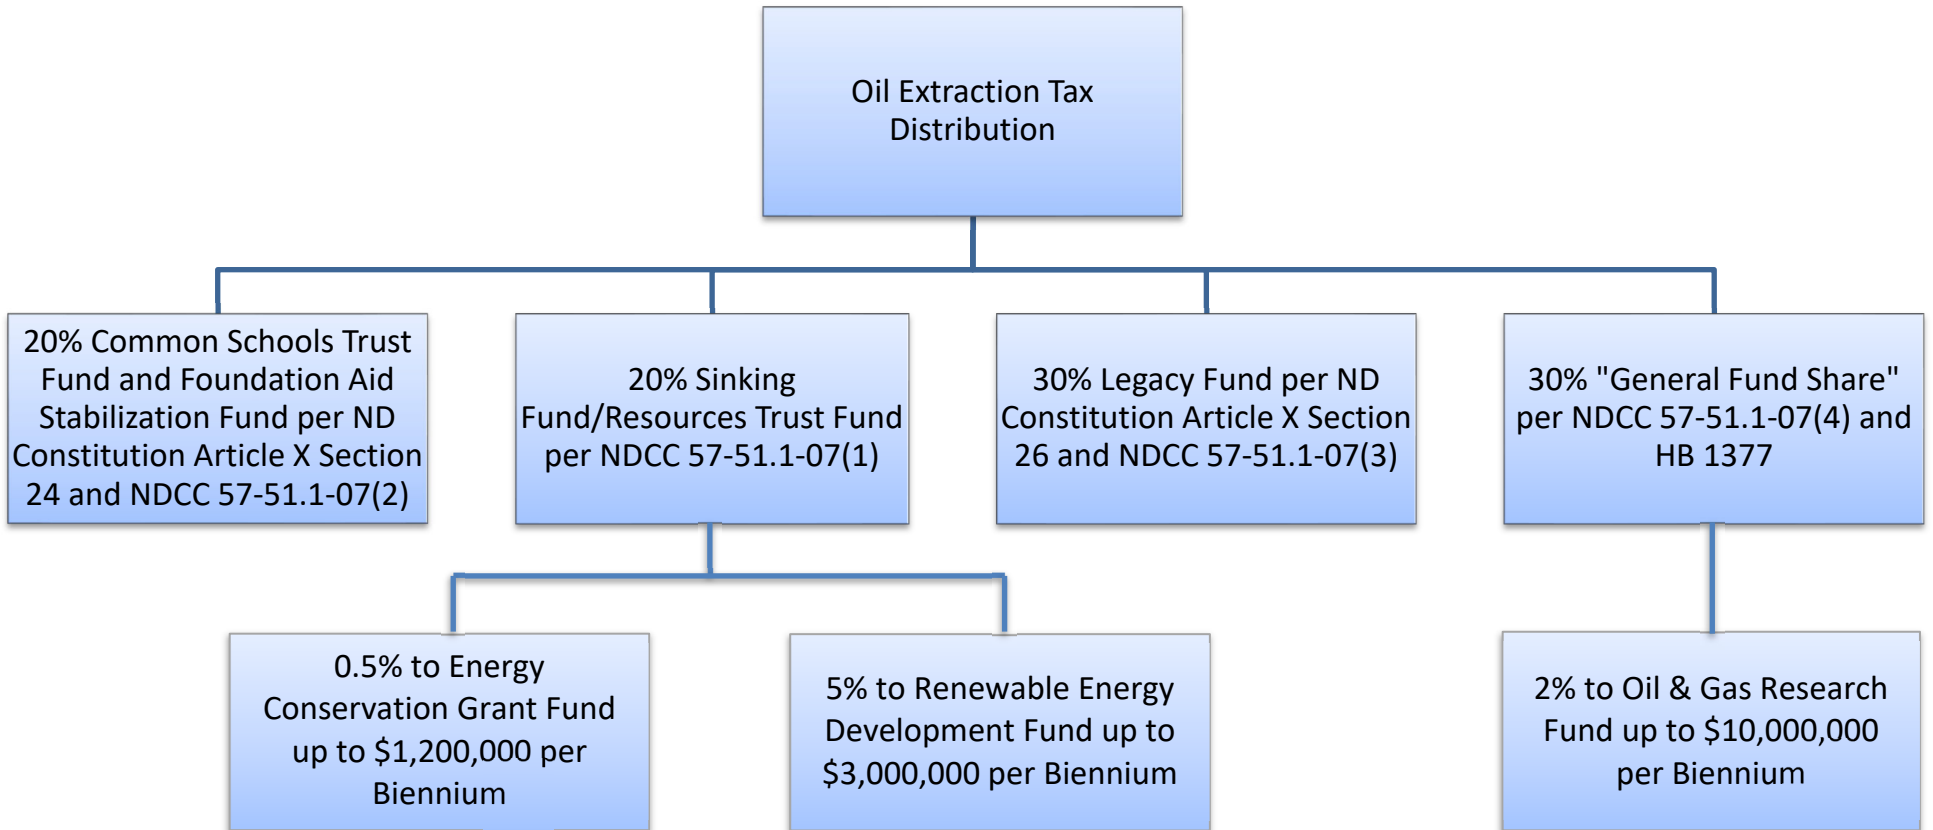 Oil Extraction Tax
Distribution
20% Common Schools Trust
Fund and Foundation Aid
Stabilization Fund per ND
Constitution Article X Section
24 and NDCC 57-51.1-07(2)
20% Sinking
Fund/Resources Trust Fund
per NDCC 57-51.1-07(1)
30% Legacy Fund per ND
Constitution Article X Section
26 and NDCC 57-51.1-07(3)
30% "General Fund Share"
per NDCC 57-51.1-07(4) and
HB 1377
0.5% to Energy
Conservation Grant Fund
up to $1,200,000 per
Biennium
5% to Renewable Energy
Development Fund up to
$3,000,000 per Biennium
2% to Oil & Gas Research
Fund up to $10,000,000
per Biennium